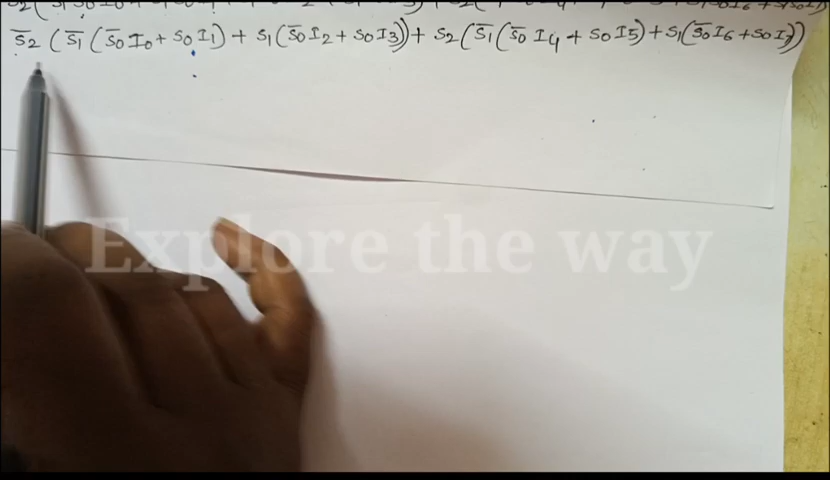 S̅2 ( S̅1 ( S̅0 I0 + S0 I1 ) + S1 ( S̅0 I2 + S0 I3 )) + S2 ( S̅1 ( S̅0 I4 + S0 I5 ) + S1 ( S̅0 I6 + S0 I7 ))
Explore the way